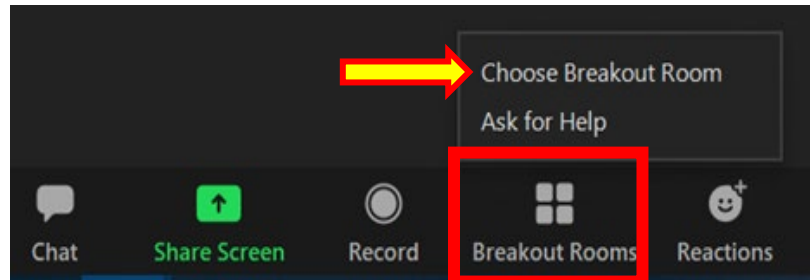 Choose Breakout Room
Ask for Help
Chat Share Screen Record Breakout Rooms Reactions